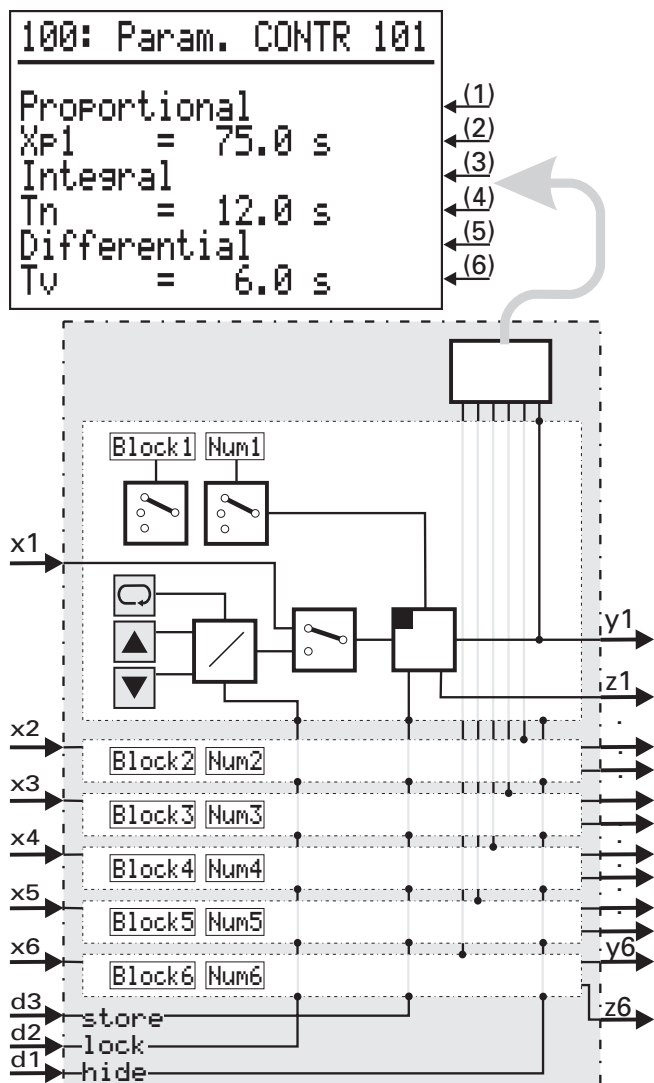 100: Param. CONTR 101
Proportional
(1)
Xp1 = 75.0 s
(2)
Integral
(3)
Tn = 12.0 s
(4)
Differential
(5)
Tv = 6.0 s
(6)
Block1 Num1
x1
y1
z1
x2
Block2 Num2
x3
Block3 Num3
x4
Block4 Num4
x5
Block5 Num5
x6
Block6 Num6
y6
z6
d3
store
d2
lock
d1
hide